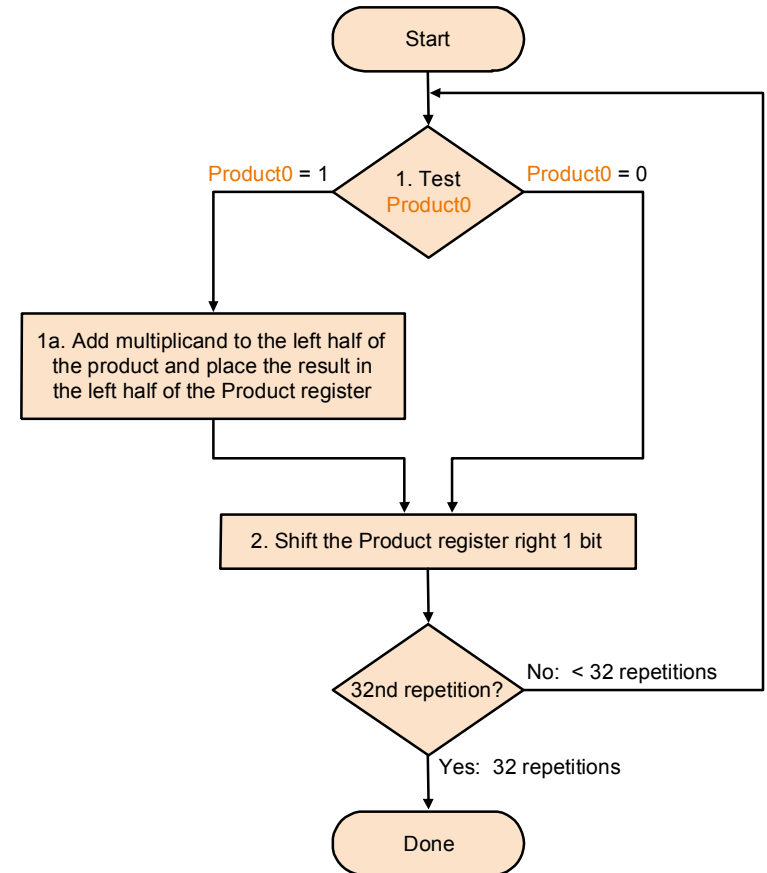 Start
Product0 = 1
1. Test
Product0
Product0 = 0
1a. Add multiplicand to the left half of
the product and place the result in
the left half of the Product register
2. Shift the Product register right 1 bit
32nd repetition?
No:  < 32 repetitions
Yes:  32 repetitions
Done